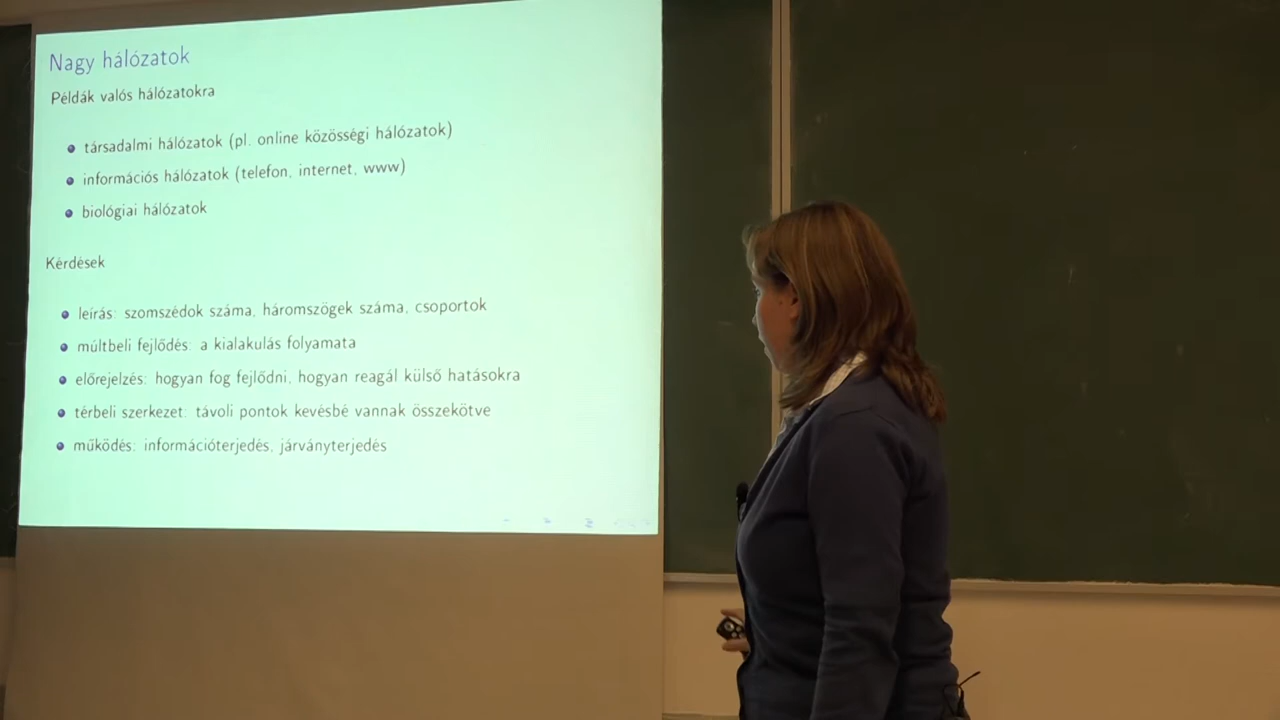 Nagy hálózatok
Példák valós hálózatokra
társadalmi hálózatok (pl. online közösségi hálózatok)
információs hálózatok (telefon, internet, www)
biológiai hálózatok
Kérdések
leírás: szomszédok száma, háromszögek száma, csoportok
múltbeli fejlődés: a kialakulás folyamata
előrejelzés: hogyan fog fejlődni, hogyan reagál külső hatásokra
térbeli szerkezet: távoli pontok kevésbé vannak összekötve
működés: információterjedés, járványterjedés